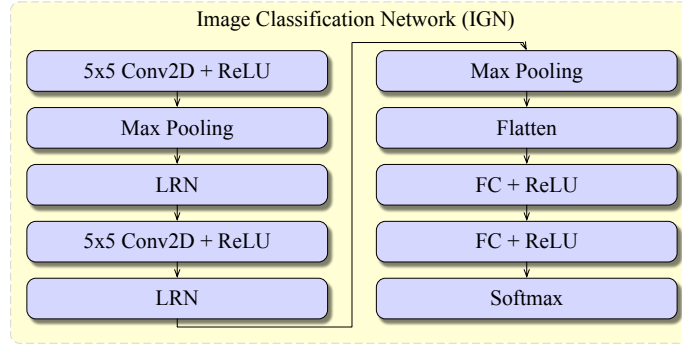 Image Classification Network (IGN)
5x5 Conv2D + ReLU
Max Pooling
LRN
5x5 Conv2D + ReLU
LRN
Max Pooling
Flatten
FC + ReLU
FC + ReLU
Softmax